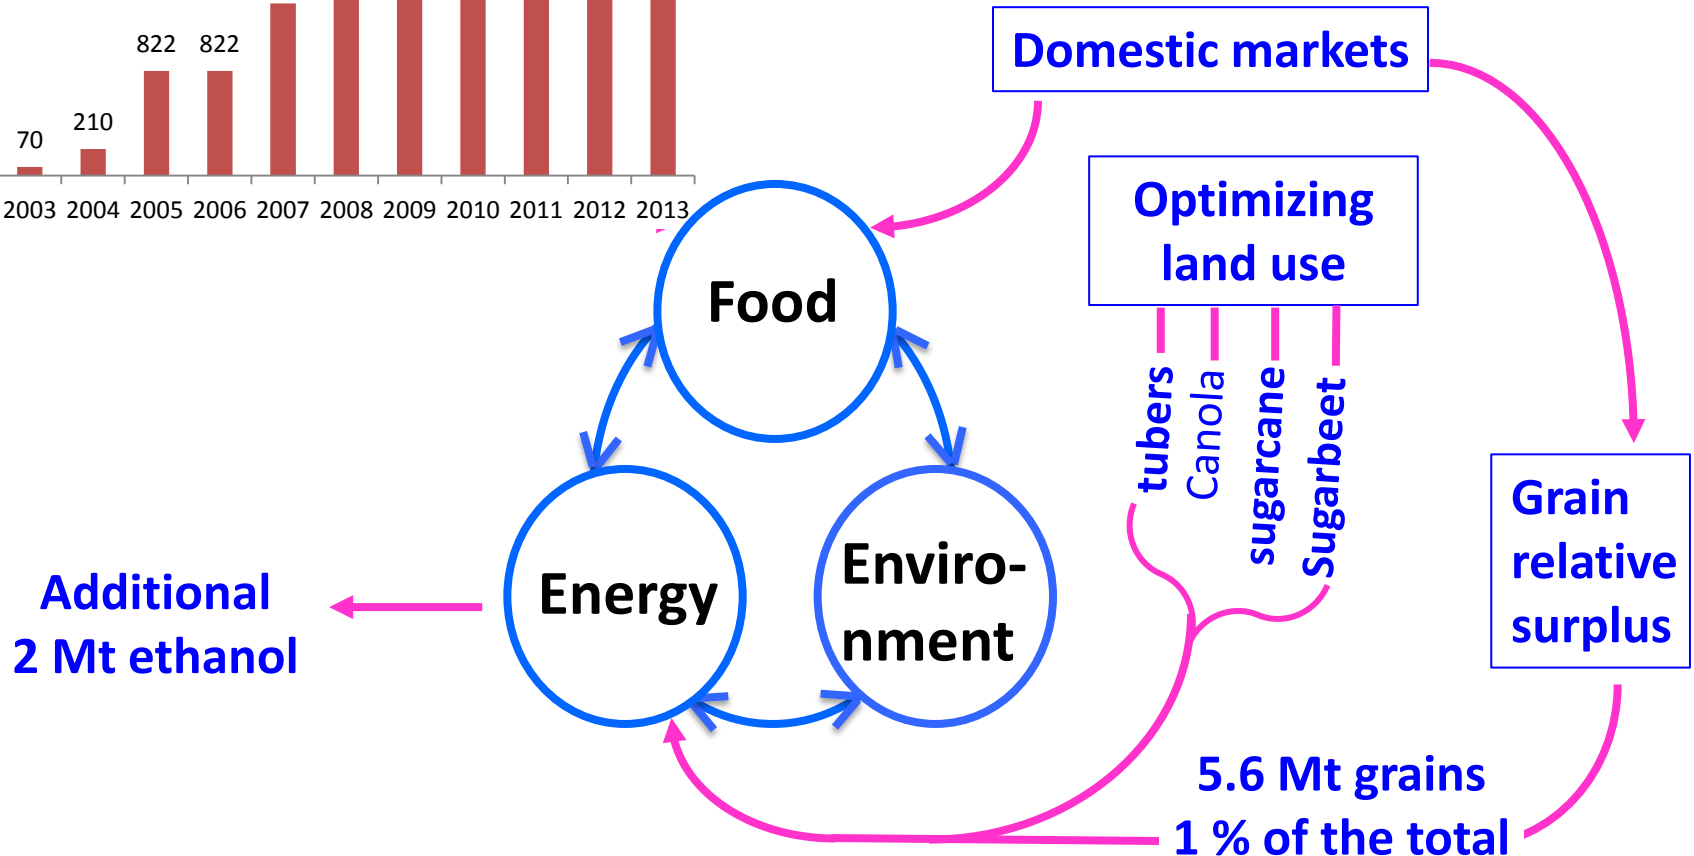 822 822
210
70
2003 2004 2005 2006 2007 2008 2009 2010 2011 2012 2013
Domestic markets
Optimizing
land use
tubers
Canola
sugarcane
Sugarbeet
Food
Energy
Enviro-
nment
Additional
2 Mt ethanol
Grain
relative
surplus
5.6 Mt grains
1 % of the total